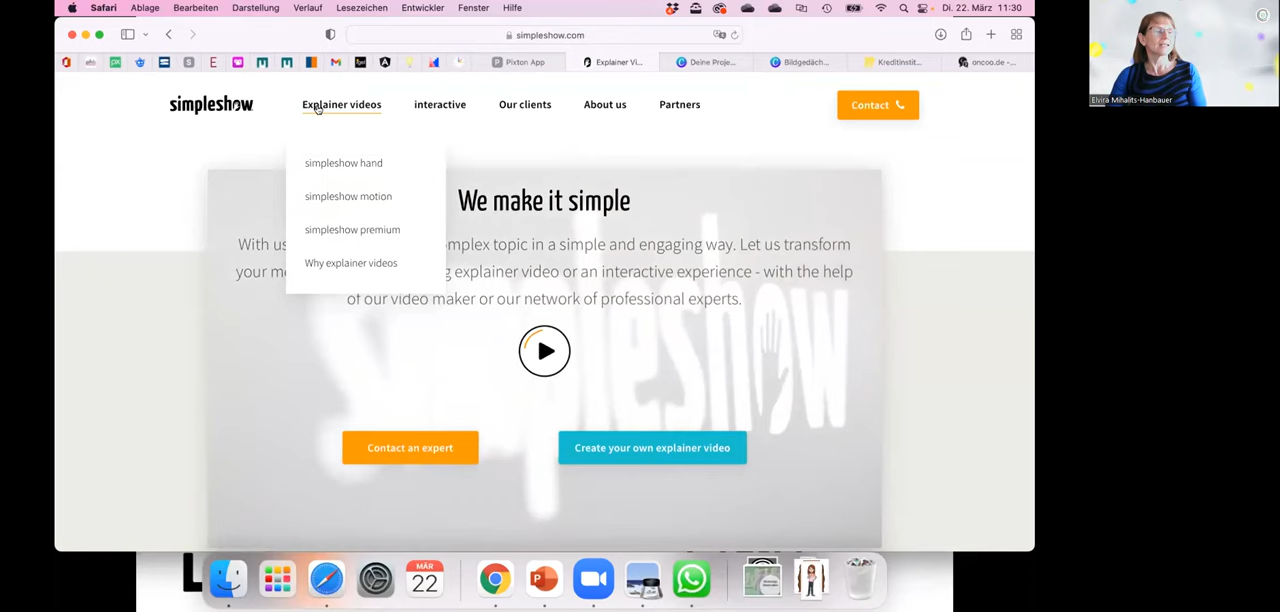 Safari Ablage Bearbeiten Darstellung Verlauf Lesezeichen Entwickler Fenster Hilfe Di. 22. März 11:30
simpleshow.com
Pixton App Explainer Vi... Deine Proje... Bildgedäch... Kreditinstit... oncoo.de -...
Elvira Mihalits-Hanbauer
simpleshow Explainer videos interactive Our clients About us Partners Contact
simpleshow hand
simpleshow motion
simpleshow premium
Why explainer videos
We make it simple
With us omplex topic in a simple and engaging way. Let us transform
your m g explainer video or an interactive experience - with the help
of our video maker or our network of professional experts.
simpleshow
Contact an expert Create your own explainer video
MÄR
22